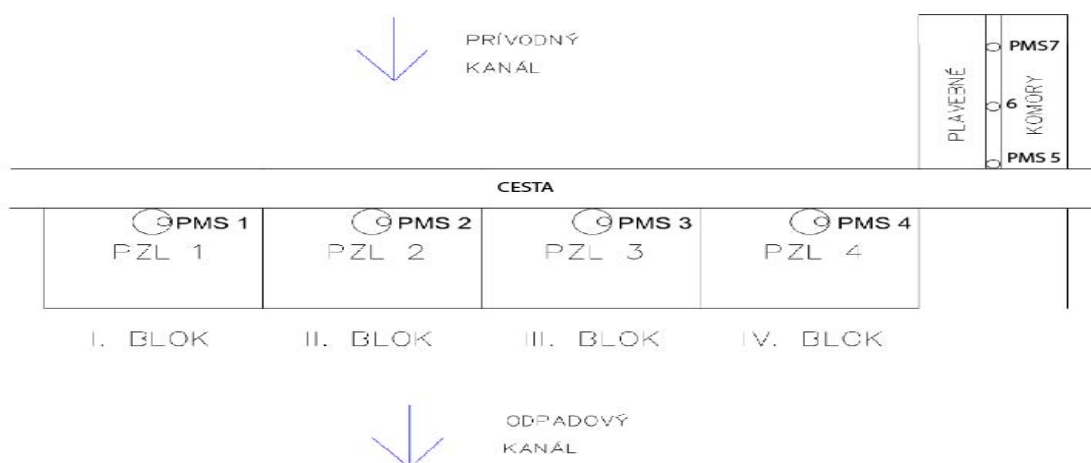 PRÍVODNÝ
KANÁL
PLAVEBNÉ
KOMORY
PMS7
6
PMS 5
CESTA
PMS 1
PMS 2
PMS 3
PMS 4
PZL 1
PZL 2
PZL 3
PZL 4
I. BLOK
II. BLOK
III. BLOK
IV. BLOK
ODPADOVÝ
KANÁL